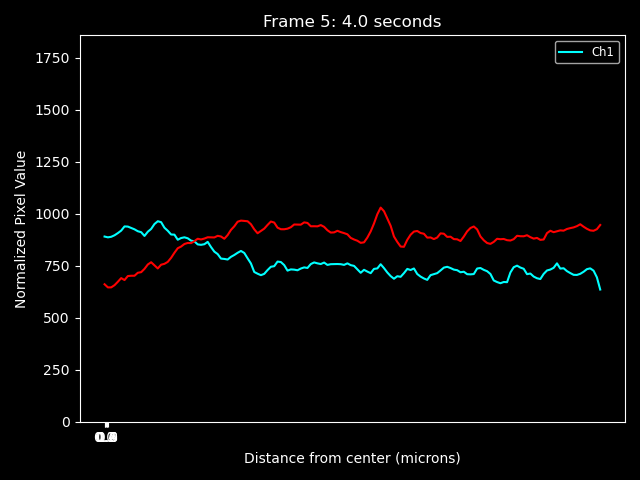 Frame 5: 4.0 seconds
Ch1
1750
1500
1250
1000
750
500
250
0
Normalized Pixel Value
Distance from center (microns)